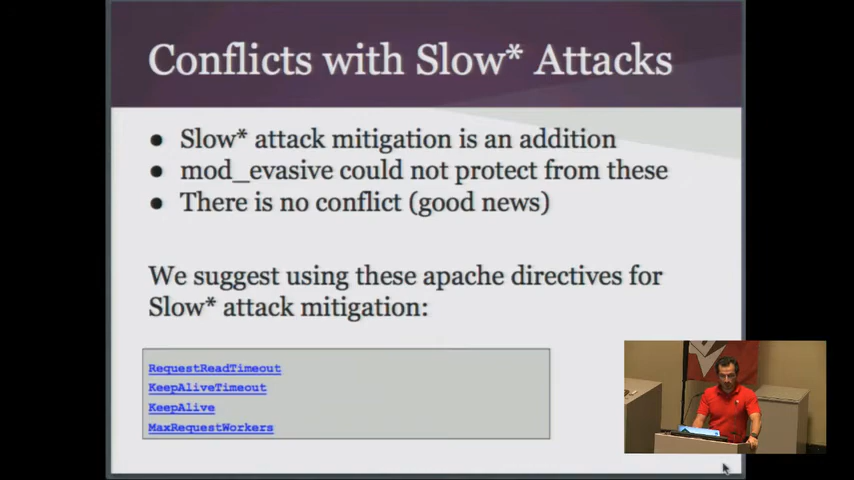 Conflicts with Slow* Attacks
● Slow* attack mitigation is an addition
● mod_evasive could not protect from these
● There is no conflict (good news)
We suggest using these apache directives for
Slow* attack mitigation:
RequestReadTimeout
KeepAliveTimeout
KeepAlive
MaxRequestWorkers